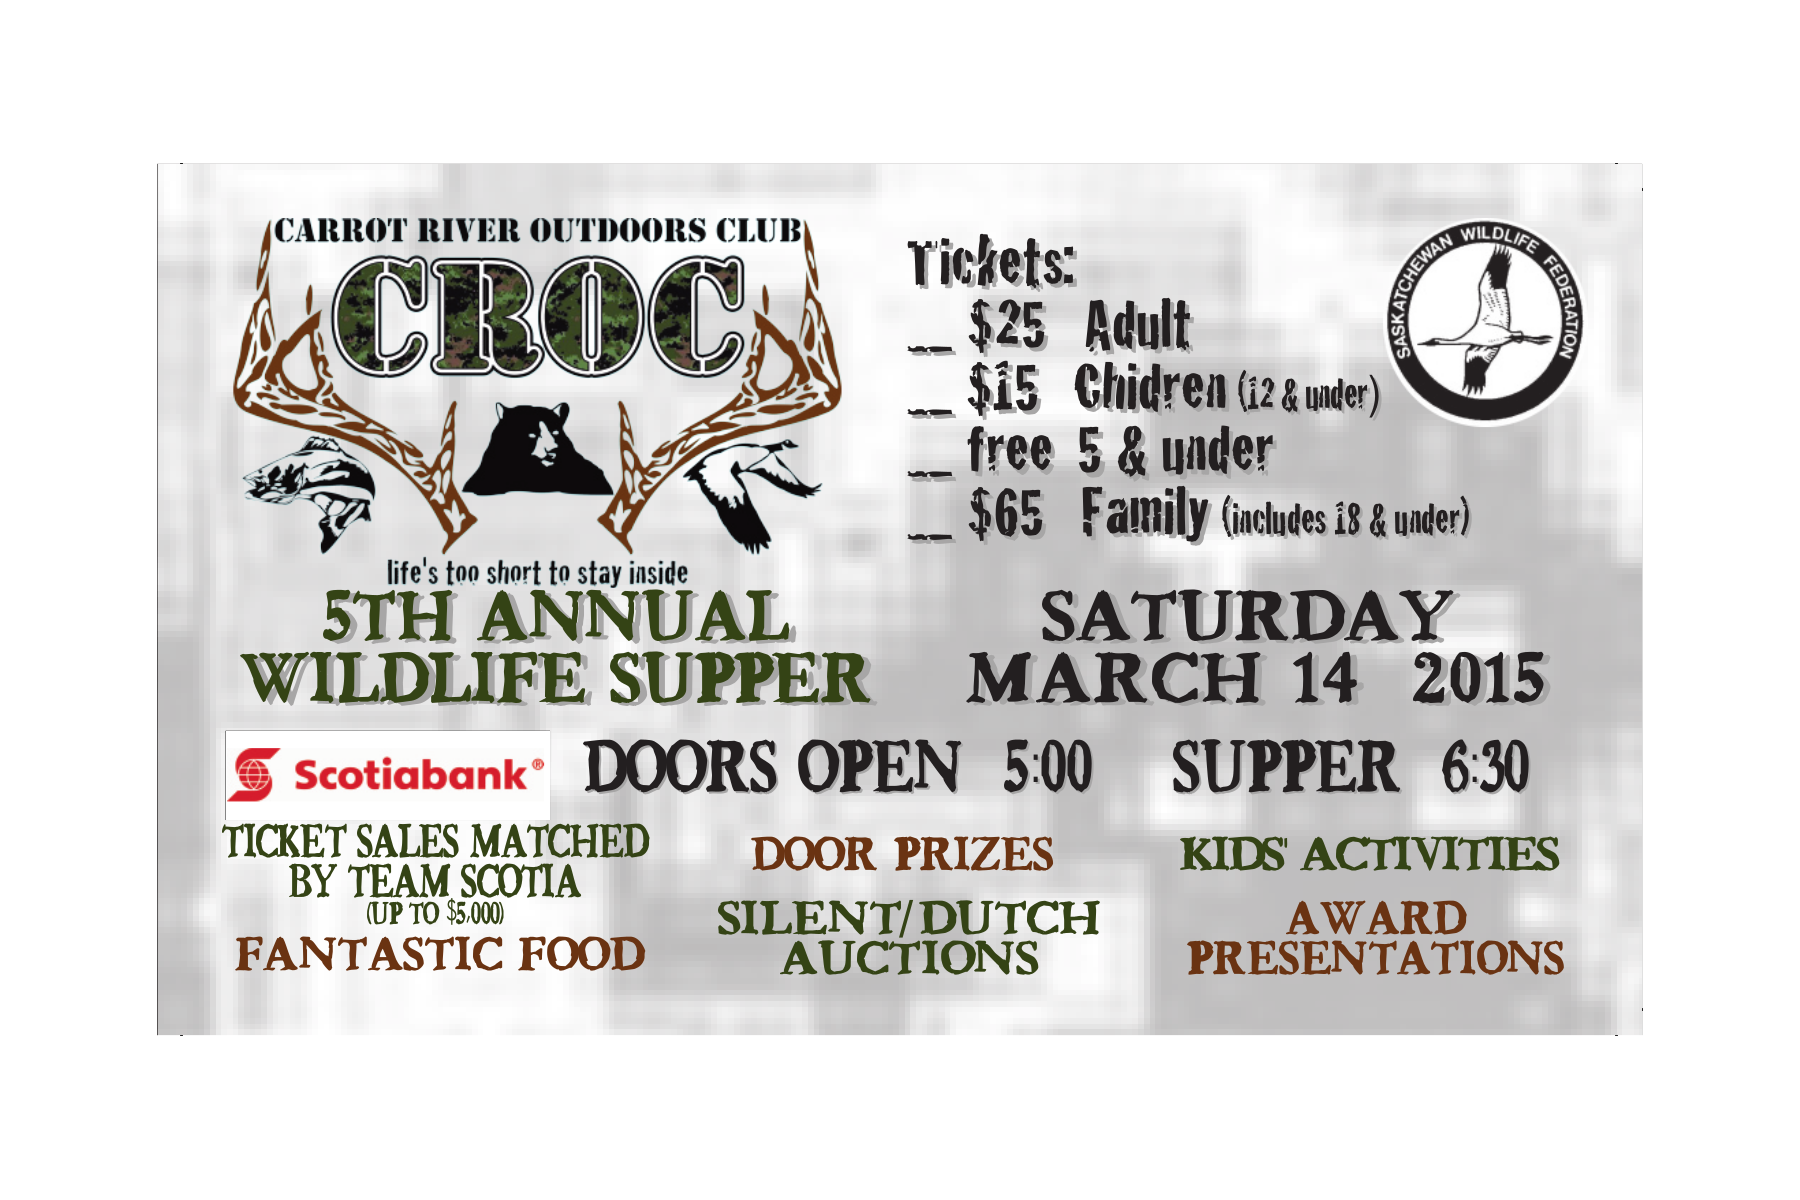 CARROT RIVER OUTDOORS CLUB
CROC
life's too short to stay inside
5TH ANNUAL
WILDLIFE SUPPER
Tickets:
__ $25 Adult
__ $15 Chidren (12 & under)
__ free 5 & under
__ $65 Family (includes 18 & under)
SASKATCHEWAN WILDLIFE FEDERATION
SATURDAY
MARCH 14 2015
Scotiabank®
DOORS OPEN 5:00 SUPPER 6:30
TICKET SALES MATCHED
BY TEAM SCOTIA
(UP TO $5,000)
FANTASTIC FOOD
DOOR PRIZES
SILENT/DUTCH
AUCTIONS
KIDS' ACTIVITIES
AWARD
PRESENTATIONS